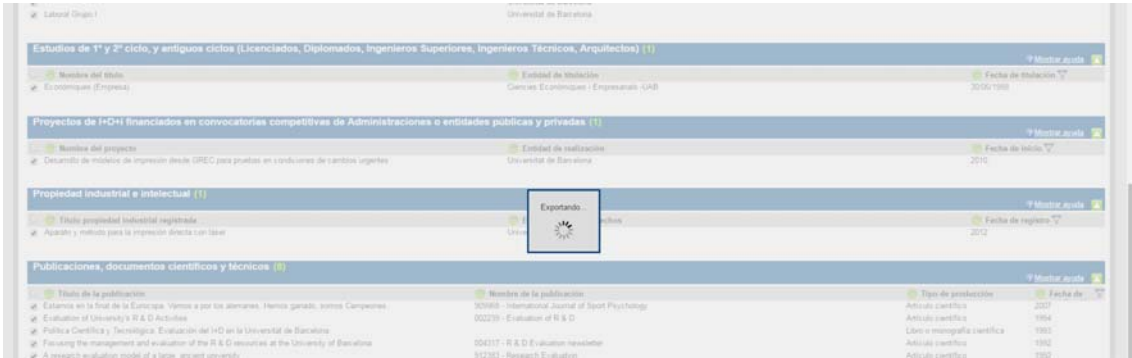 Laboral Grupo I Universitat de Barcelona
Estudios de 1º y 2º ciclo, y antiguos ciclos (Licenciados, Diplomados, Ingenieros Superiores, Ingenieros Técnicos, Arquitectos) (1)
Mostrar ayuda
Nombre del título Entidad de titulación Fecha de titulación
Econòmiques (Empresa) Ciencies Econòmiques i Empresarials -UAB 30/06/1989
Proyectos de I+D+I financiados en convocatorias competitivas de Administraciones o entidades públicas y privadas (1)
Mostrar ayuda
Nombre del proyecto Entidad de realización Fecha de inicio
Desarrollo de modelos de impresión desde GREC para pruebas en condiciones de cambios urgentes Universitat de Barcelona 2010
Propiedad industrial e intelectual (1)
Mostrar ayuda
Exportando...
Título propiedad industrial registrada Fecha de registro
Aparato y método para la impresión directa con láser 2012
Publicaciones, documentos científicos y técnicos (8)
Mostrar ayuda
Título de la publicación Nombre de la publicación Tipo de producción Fecha de
Estamos en la final de la Eurocopa. Vamos a por los alemanes. Hemos ganado, somos Campeones. - International Journal of Sport Psychology Artículo científico 2007
Evaluation of University's R & D Activities 002239 - Evaluation of R & D Artículo científico 1994
Política Científica y Tecnológica. Evaluación del I+D en la Universitat de Barcelona Libro o monografía científica 1993
Focusing the management and evaluation of the R & D resources at the University of Barcelona 004317 - R & D Evaluation newsletter Artículo científico 1992
A research evaluation model of a large, ancient university 512383 - Research Evaluation Artículo científico 1992